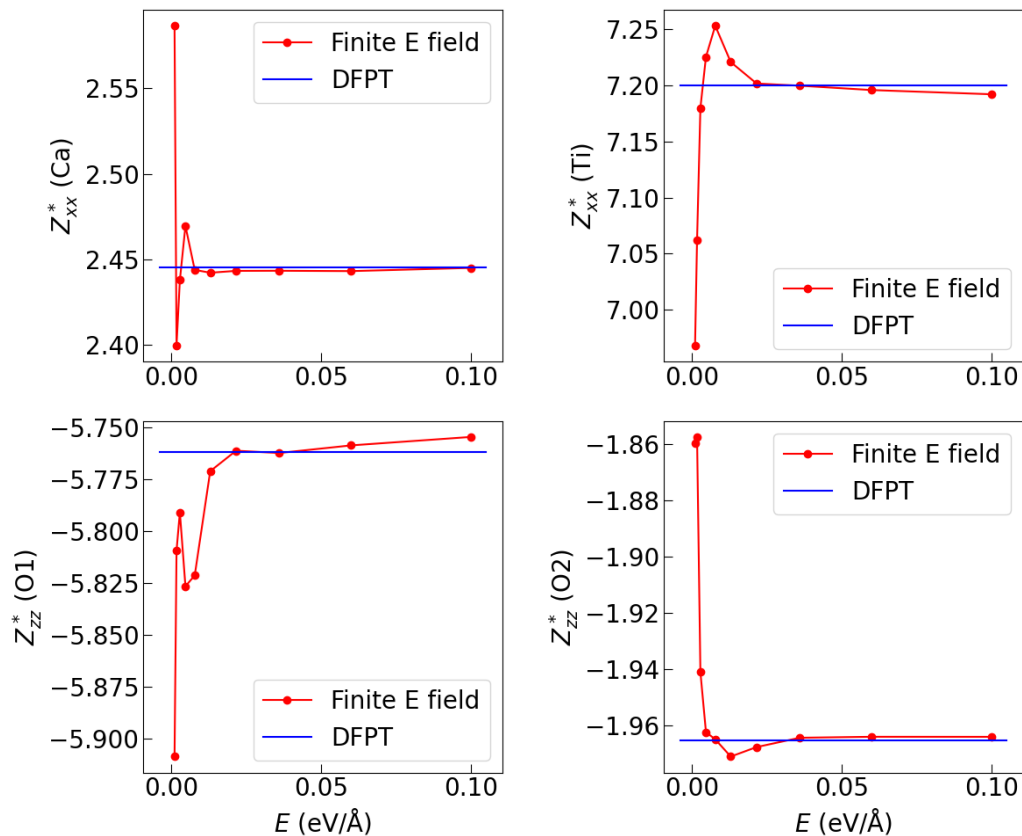 Z*xx (Ca)
2.55
2.50
2.45
2.40
0.00 0.05 0.10
Finite E field
DFPT
Z*xx (Ti)
7.25
7.20
7.15
7.10
7.05
7.00
0.00 0.05 0.10
Finite E field
DFPT
Z*zz (O1)
−5.750
−5.775
−5.800
−5.825
−5.850
−5.875
−5.900
0.00 0.05 0.10
Finite E field
DFPT
E (eV/Å)
Z*zz (O2)
−1.86
−1.88
−1.90
−1.92
−1.94
−1.96
0.00 0.05 0.10
Finite E field
DFPT
E (eV/Å)